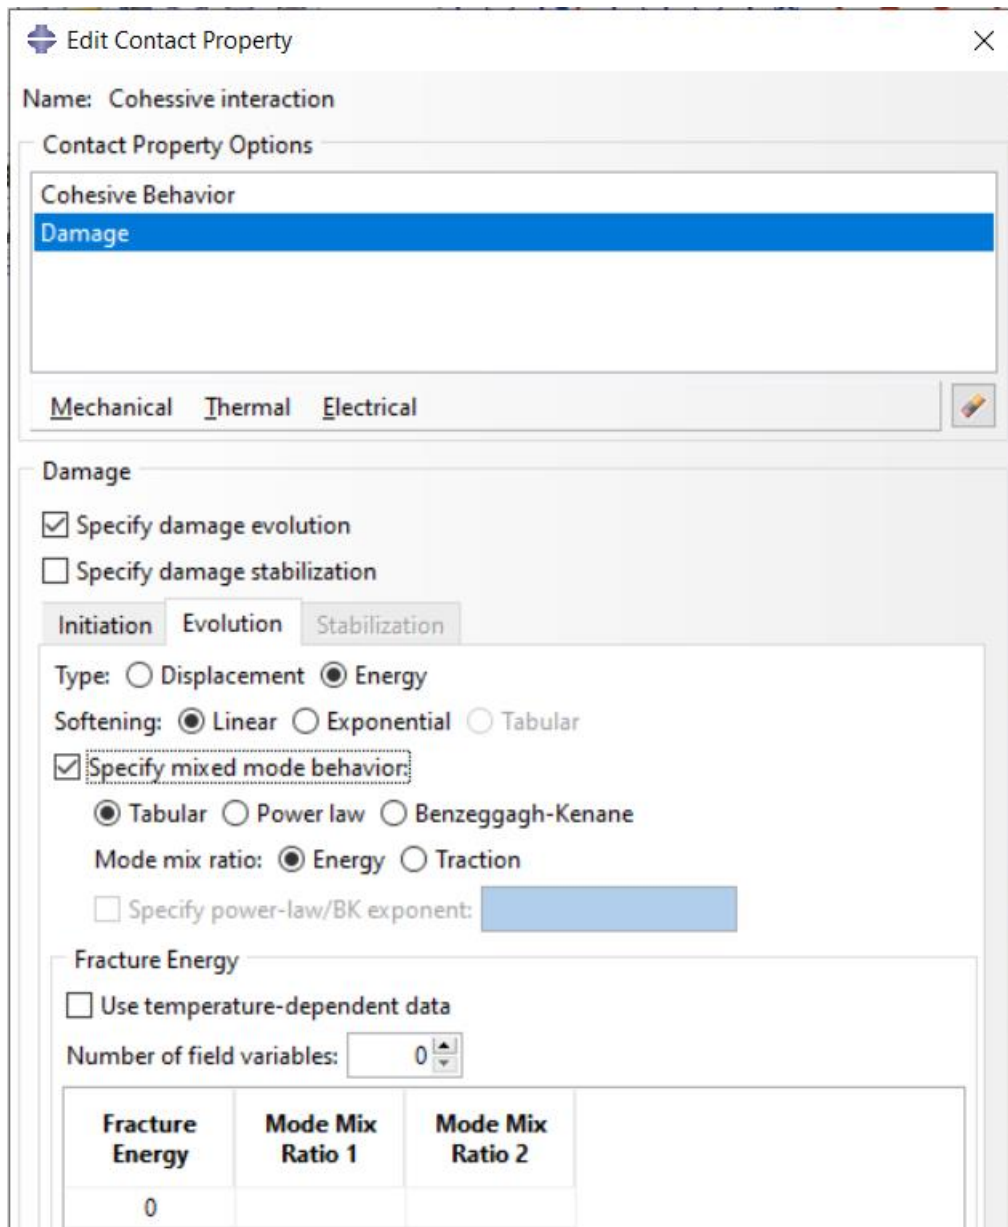 Edit Contact Property
Name: Cohessive interaction
Contact Property Options
Cohesive Behavior
Damage
Mechanical Thermal Electrical
Damage
Specify damage evolution
Specify damage stabilization
Initiation Evolution Stabilization
Type: Displacement Energy
Softening: Linear Exponential Tabular
Specify mixed mode behavior:
Tabular Power law Benzeggagh-Kenane
Mode mix ratio: Energy Traction
Specify power-law/BK exponent:
Fracture Energy
Use temperature-dependent data
Number of field variables: 0
Fracture Mode Mix Mode Mix
Energy Ratio 1 Ratio 2
0